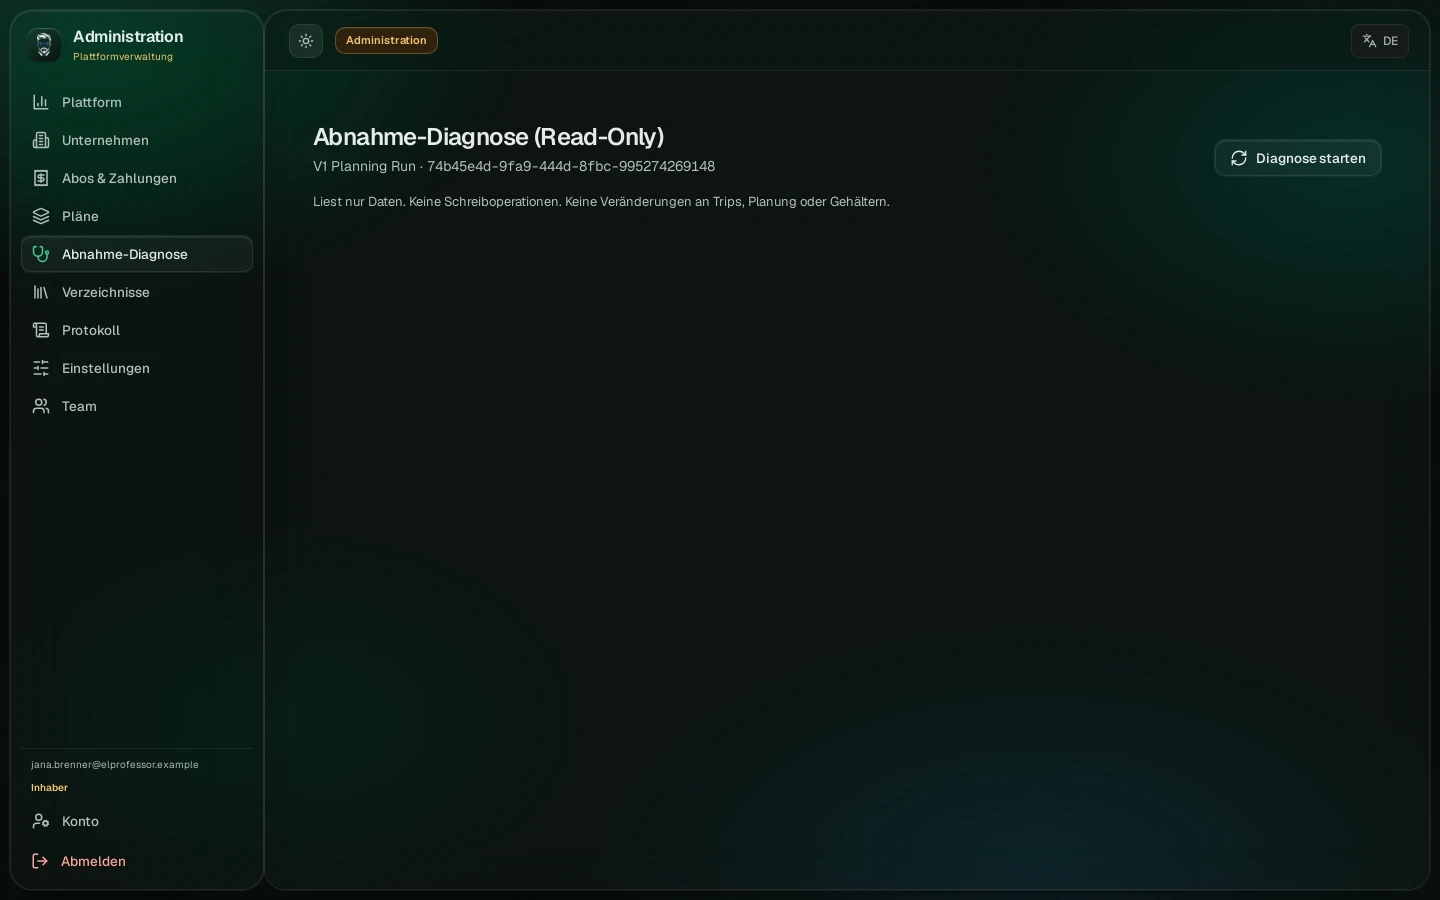 Administration
Plattformverwaltung
Plattform
Unternehmen
Abos & Zahlungen
Pläne
Abnahme-Diagnose
Verzeichnisse
Protokoll
Einstellungen
Team
jana.brenner@elprofessor.example
Inhaber
Konto
Abmelden
Administration
DE
Abnahme-Diagnose (Read-Only)
V1 Planning Run · 74b45e4d-9fa9-444d-8fbc-995274269148
Liest nur Daten. Keine Schreiboperationen. Keine Veränderungen an Trips, Planung oder Gehältern.
Diagnose starten